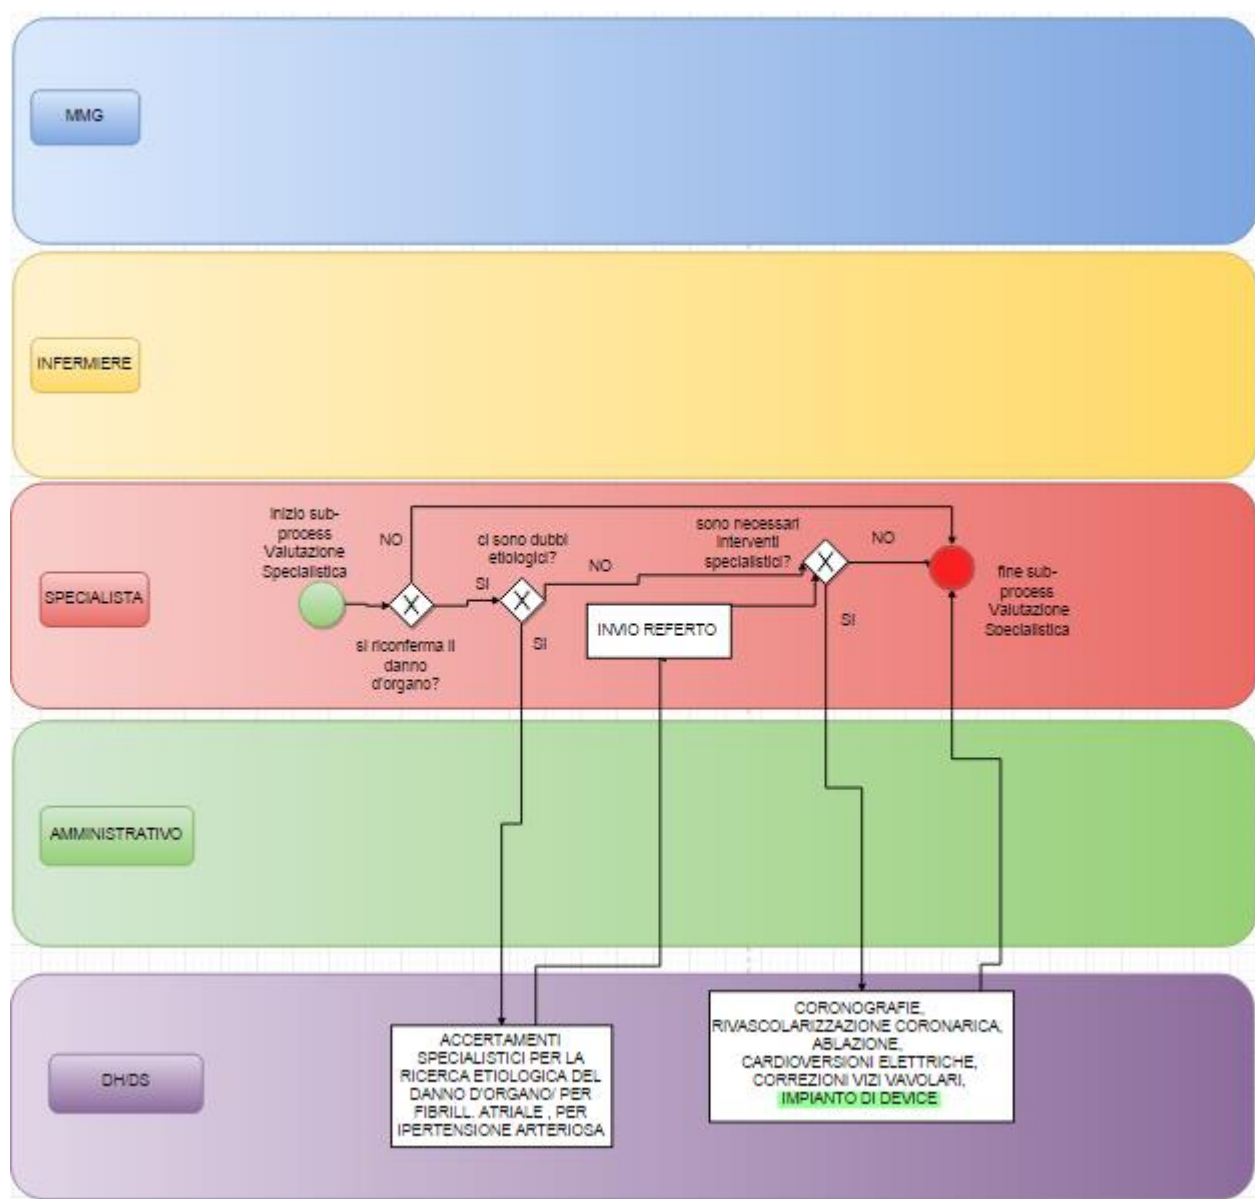 MMG
INFERMIERE
SPECIALISTA
Inizio sub-
process
Valutazione
Specialistica
NO
si riconferma il
danno
d'organo?
SI
ci sono dubbi
etiologici?
NO
SI
INVIO REFERTO
sono necessari
interventi
specialistici?
NO
SI
fine sub-
process
Valutazione
Specialistica
AMMINISTRATIVO
DH/DS
ACCERTAMENTI
SPECIALISTICI PER LA
RICERCA ETIOLOGICA DEL
DANNO D'ORGANO/ PER
FIBRILL. ATRIALE , PER
IPERTENSIONE ARTERIOSA
CORONOGRAFIE,
RIVASCOLARIZZAZIONE CORONARICA,
ABLAZIONE,
CARDIOVERSIONI ELETTRICHE,
CORREZIONI VIZI VAVOLARI,
IMPIANTO DI DEVICE